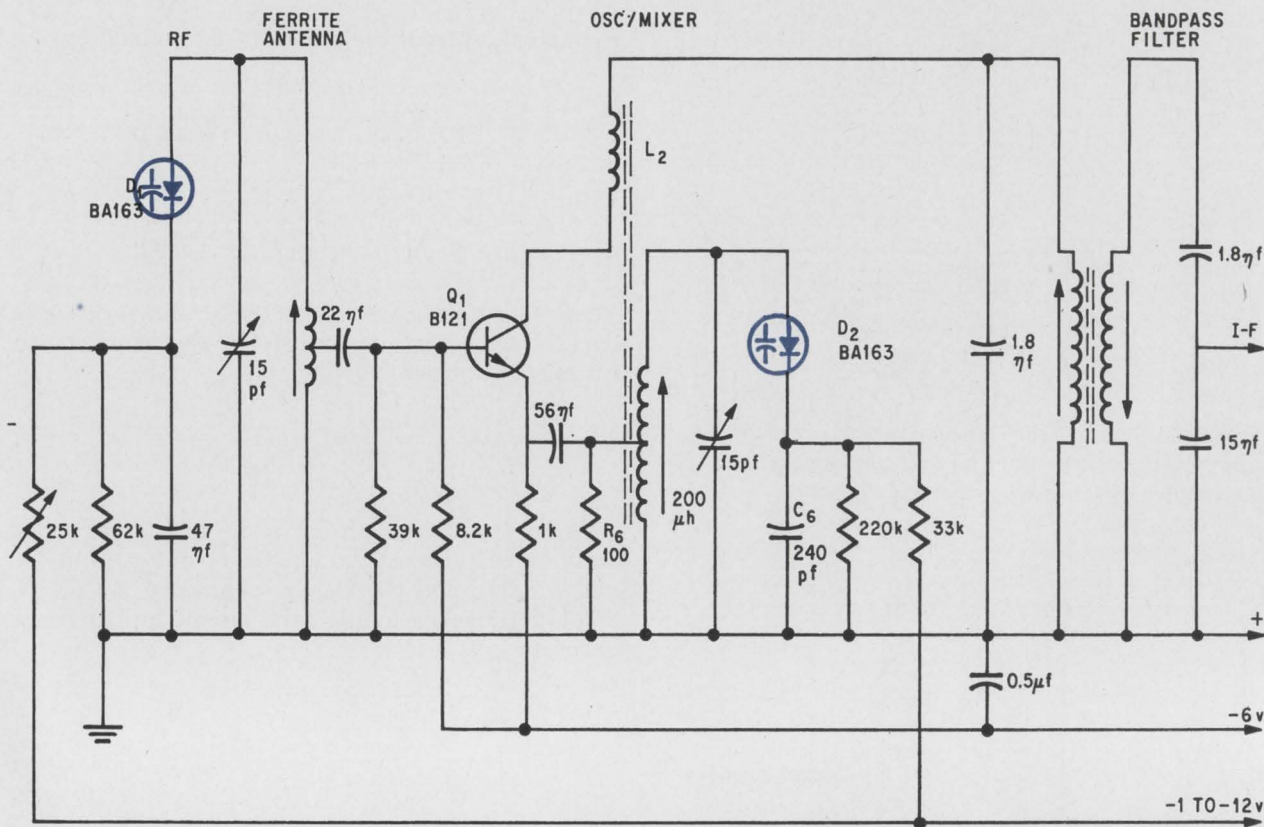 FERRITE
ANTENNA
OSC/MIXER
BANDPASS
FILTER
RF
L2
D1
BA163
1.8ηf
Q1
B121
22 ηf
D2
BA163
I-F
15
pf
1.8
ηf
-
56ηf
15pf
15ηf
200
μh
25k
62k
47
ηf
39k
8.2k
1k
R6
100
C6
240
pf
220k
33k
+
0.5μf
-6v
-1 TO-12v